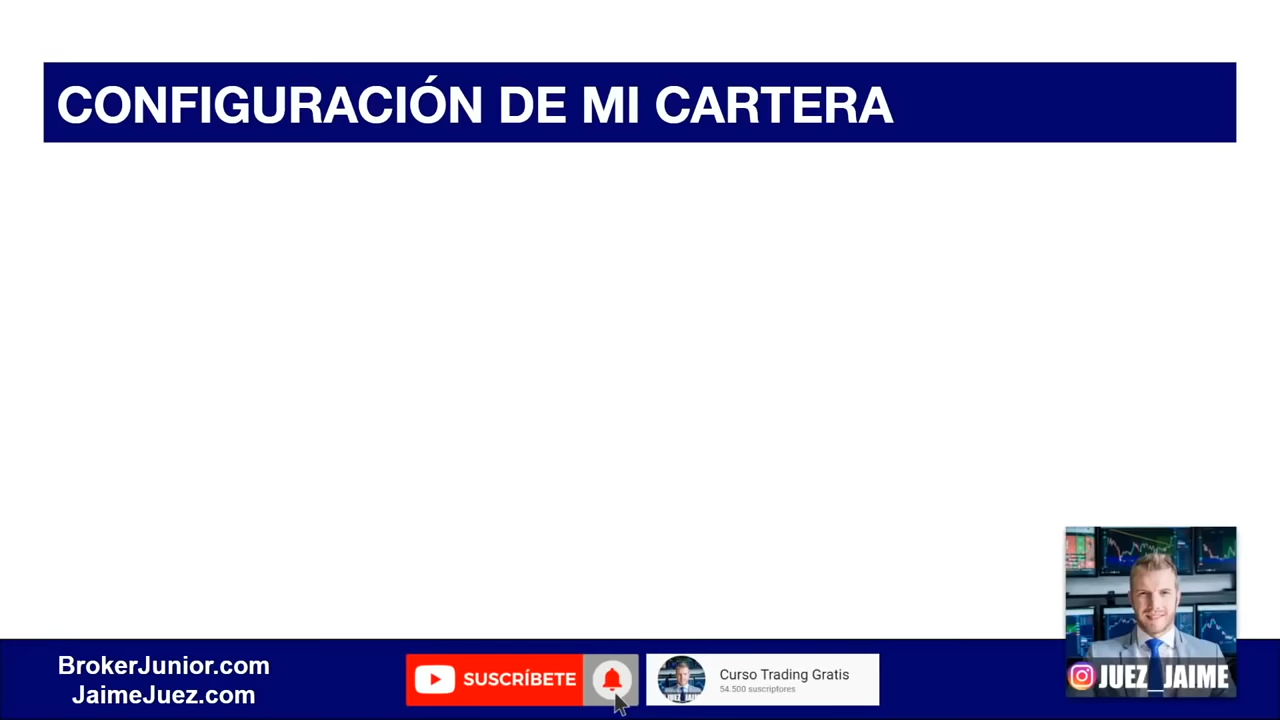 CONFIGURACIÓN DE MI CARTERA
BrokerJunior.com
JaimeJuez.com
SUSCRÍBETE
Curso Trading Gratis
54.500 suscriptores
JUEZ_JAIME